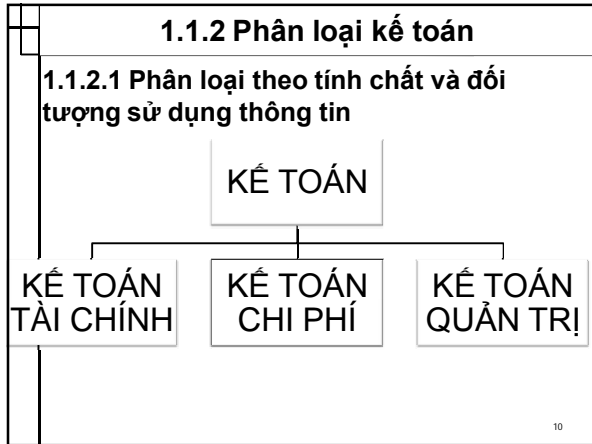 1.1.2 Phân loại kế toán
1.1.2.1 Phân loại theo tính chất và đối
tượng sử dụng thông tin
KẾ TOÁN
KẾ TOÁN
TÀI CHÍNH
KẾ TOÁN
CHI PHÍ
KẾ TOÁN
QUẢN TRỊ
10